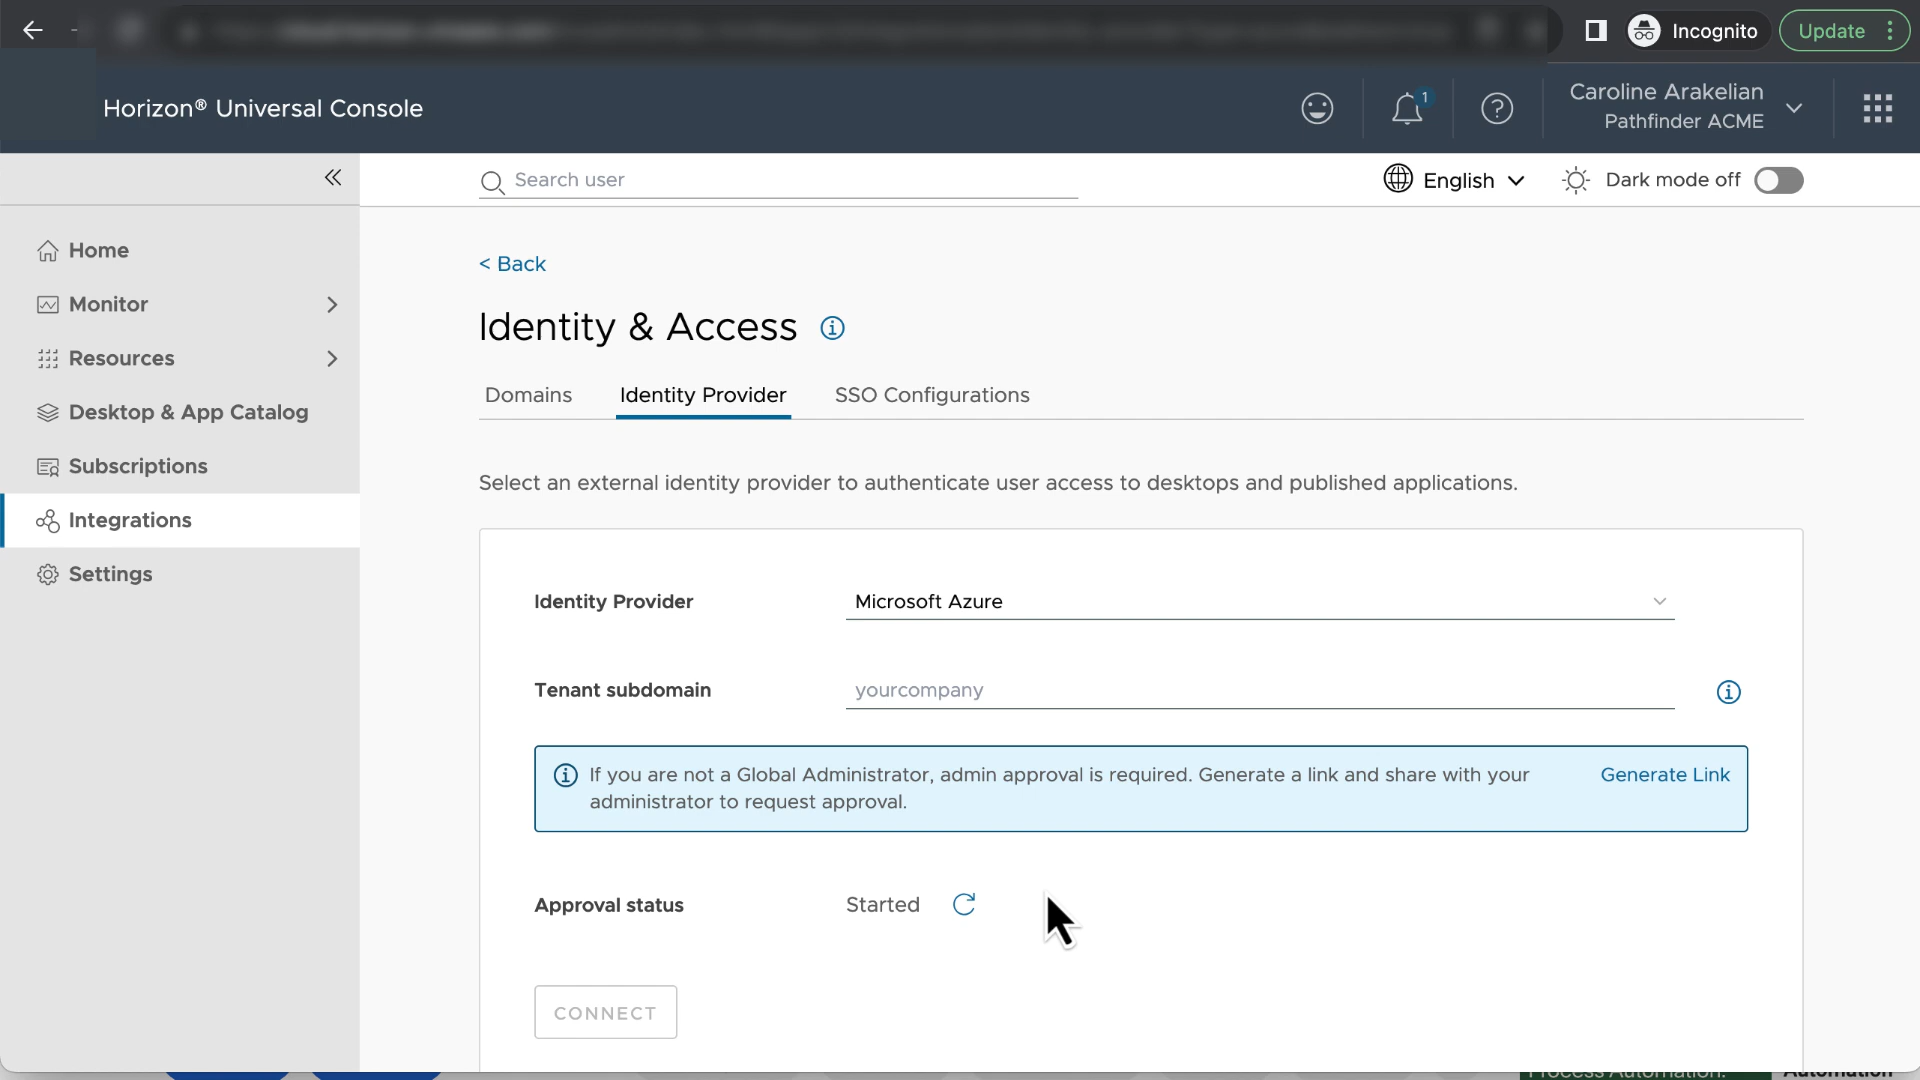 Incognito
Update
Horizon® Universal Console
1
Caroline Arakelian
Pathfinder ACME
Search user
English
Dark mode off
Home
Monitor
Resources
Desktop & App Catalog
Subscriptions
Integrations
Settings
< Back
Identity & Access
Domains
Identity Provider
SSO Configurations
Select an external identity provider to authenticate user access to desktops and published applications.
Identity Provider
Microsoft Azure
Tenant subdomain
yourcompany
If you are not a Global Administrator, admin approval is required. Generate a link and share with your
administrator to request approval.
Generate Link
Approval status
Started
CONNECT
Process Automation.
Automation